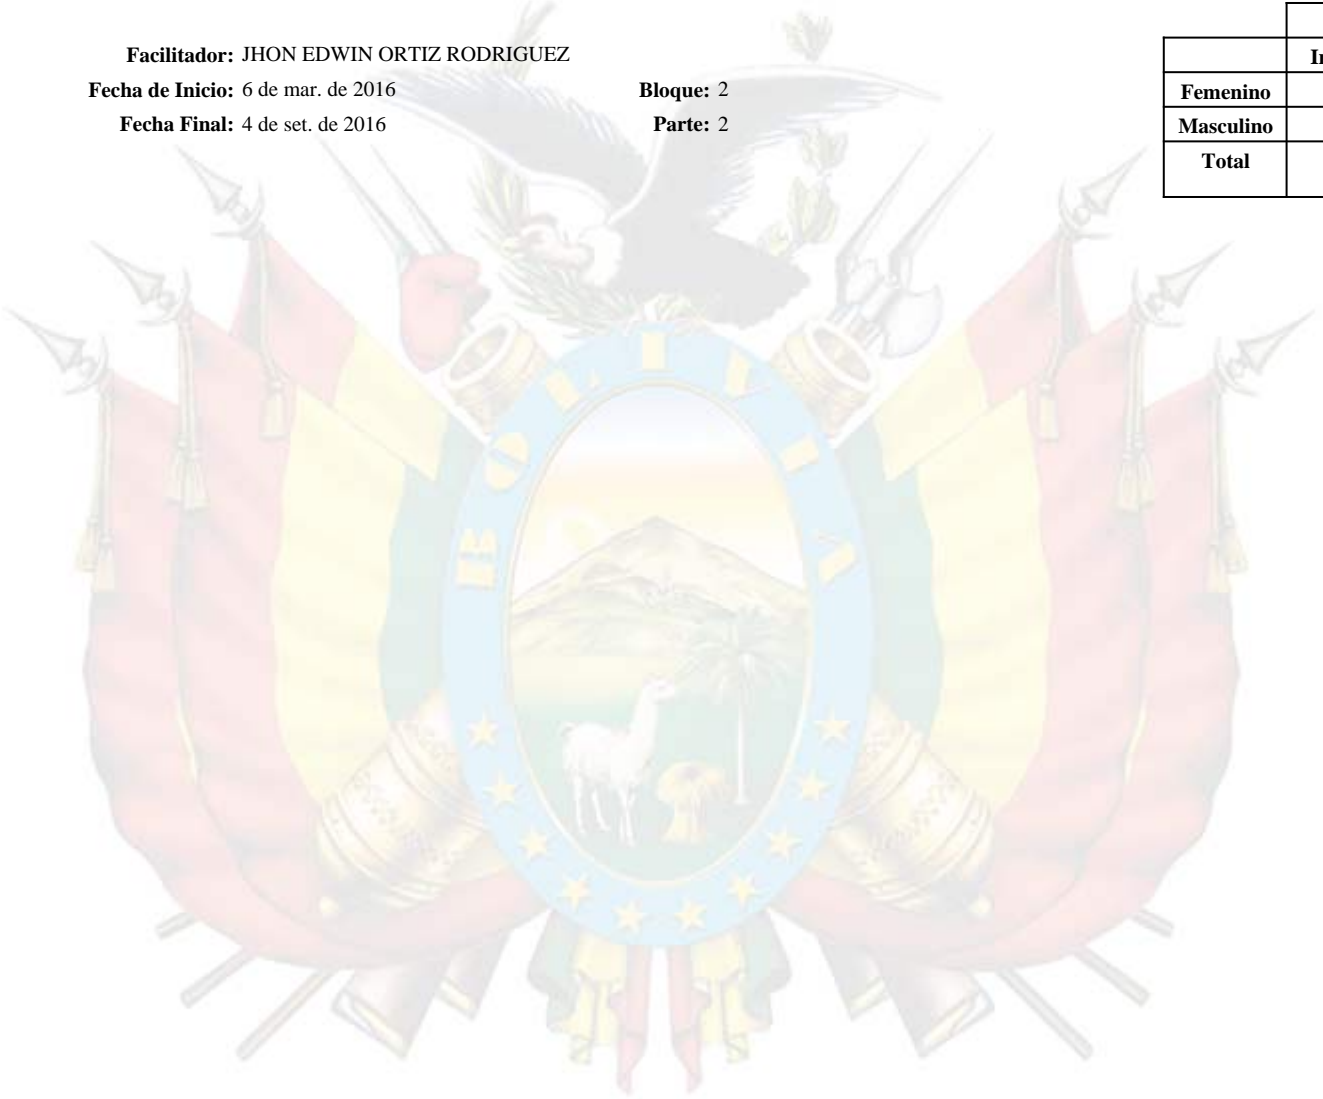 Facilitador: JHON EDWIN ORTIZ RODRIGUEZ
Fecha de Inicio: 6 de mar. de 2016 Bloque: 2
Fecha Final: 4 de set. de 2016 Parte: 2
Femenino
Masculino
Total
BOLIVIA